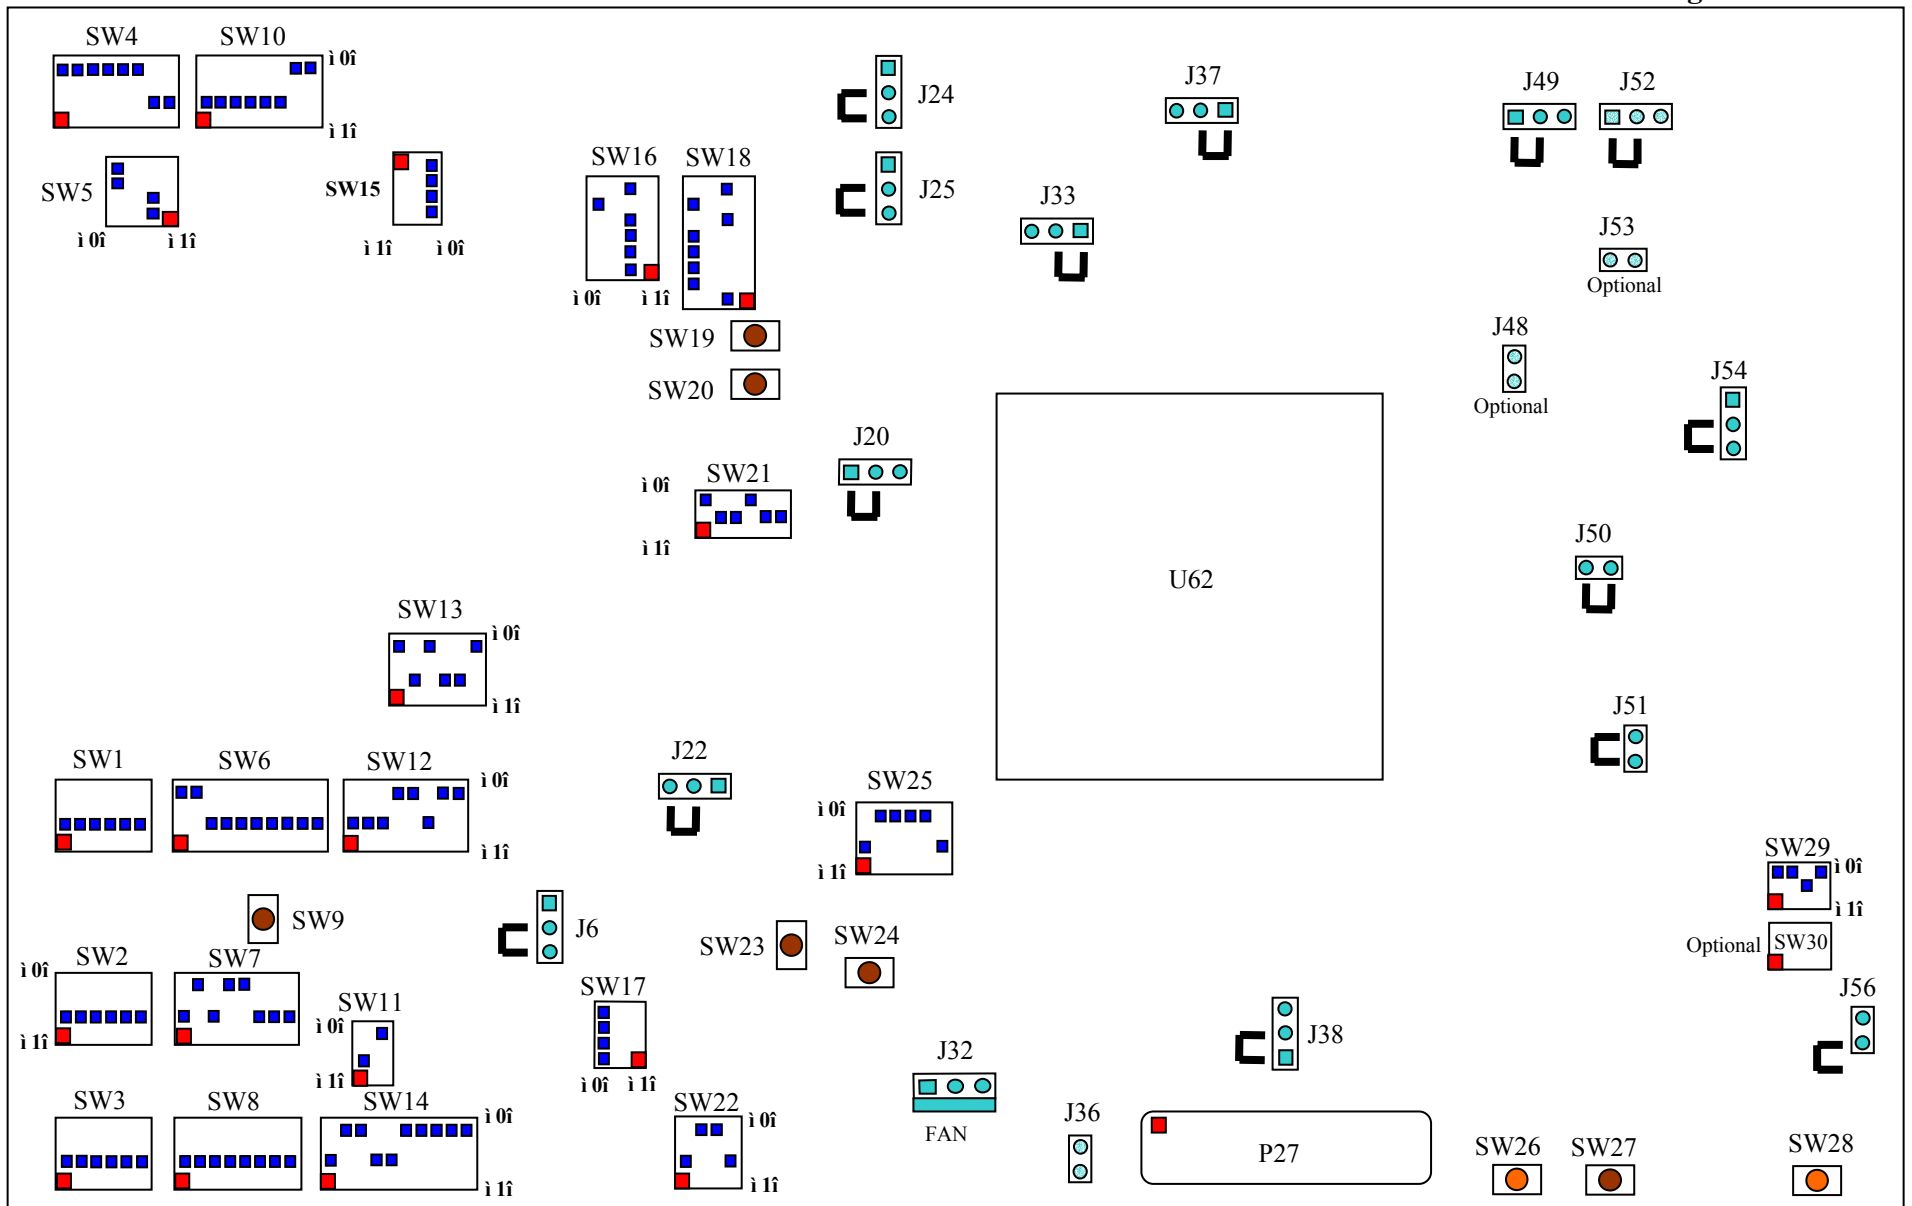 g
SW4
SW10
ì 0î
ì 1î
J24
J37
J49
J52
SW5
ì 0î
ì 1î
SW15
ì 1î
ì 0î
SW16
SW18
ì 0î
ì 1î
J25
J33
J53
Optional
SW19
SW20
J48
Optional
J54
J20
SW21
ì 0î
ì 1î
U62
J50
SW13
ì 0î
ì 1î
J51
SW1
SW6
SW12
ì 0î
ì 1î
J22
SW25
ì 0î
ì 1î
SW29
ì 0î
ì 1î
SW9
J6
SW23
SW24
Optional
SW30
SW2
ì 0î
ì 1î
SW7
SW11
ì 0î
ì 1î
SW17
ì 0î
ì 1î
J56
J38
J32
FAN
SW3
SW8
SW14
ì 0î
ì 1î
SW22
ì 0î
ì 1î
J36
P27
SW26
SW27
SW28